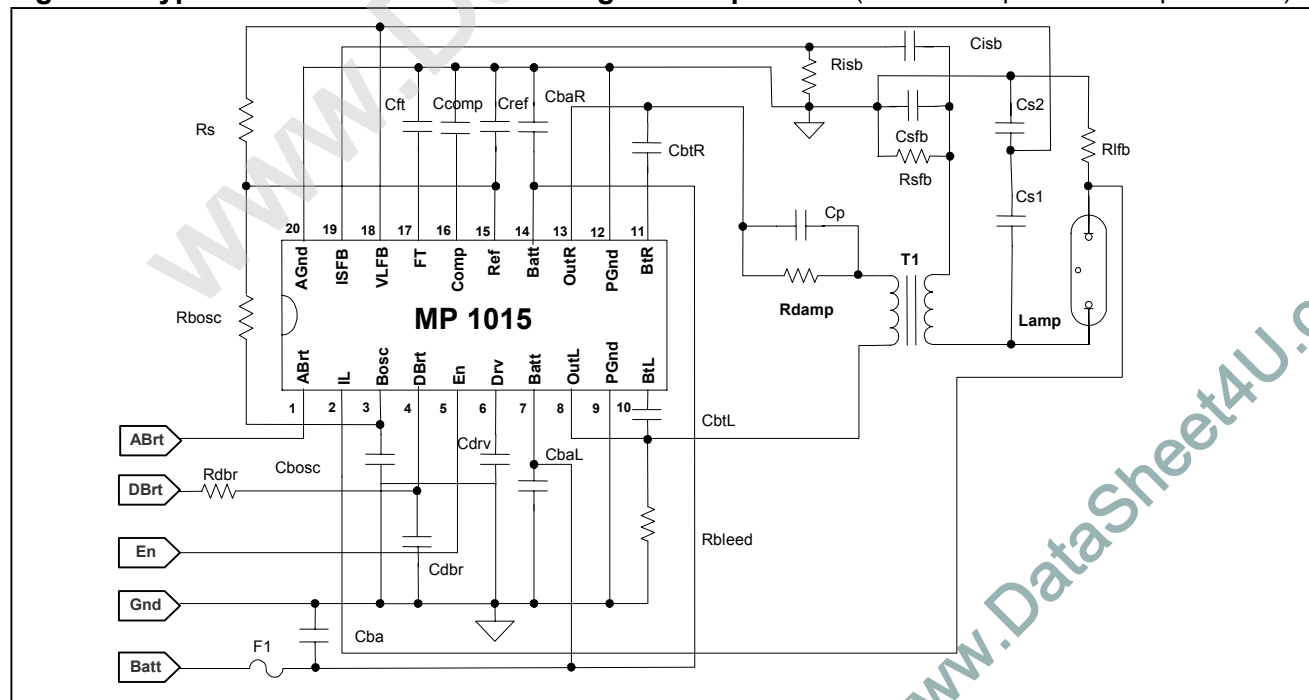 www.Da
Cisb
Risb
Cft
Ccomp
Cref
CbaR
Cs2
Rs
CbtR
Csfb
Rlfb
Rsfb
Cs1
Cp
20 19 18 17 16 15 14 13 12 11
AGnd ISFB VLFB FT Comp Ref Batt OutR PGnd BtR
T1
Rdamp
Lamp
Rbosc
MP 1015
ABrt IL Bosc DBrt En Drv Batt OutL PGnd BtL
1 2 3 4 5 6 7 8 9 10
CbtL
ABrt
Cdrv
CbaL
Cbosc
Rdbr
DBrt
Rbleed
En
Cdbr
Gnd
Cba
F1
Batt
www.DataSheet4U.c